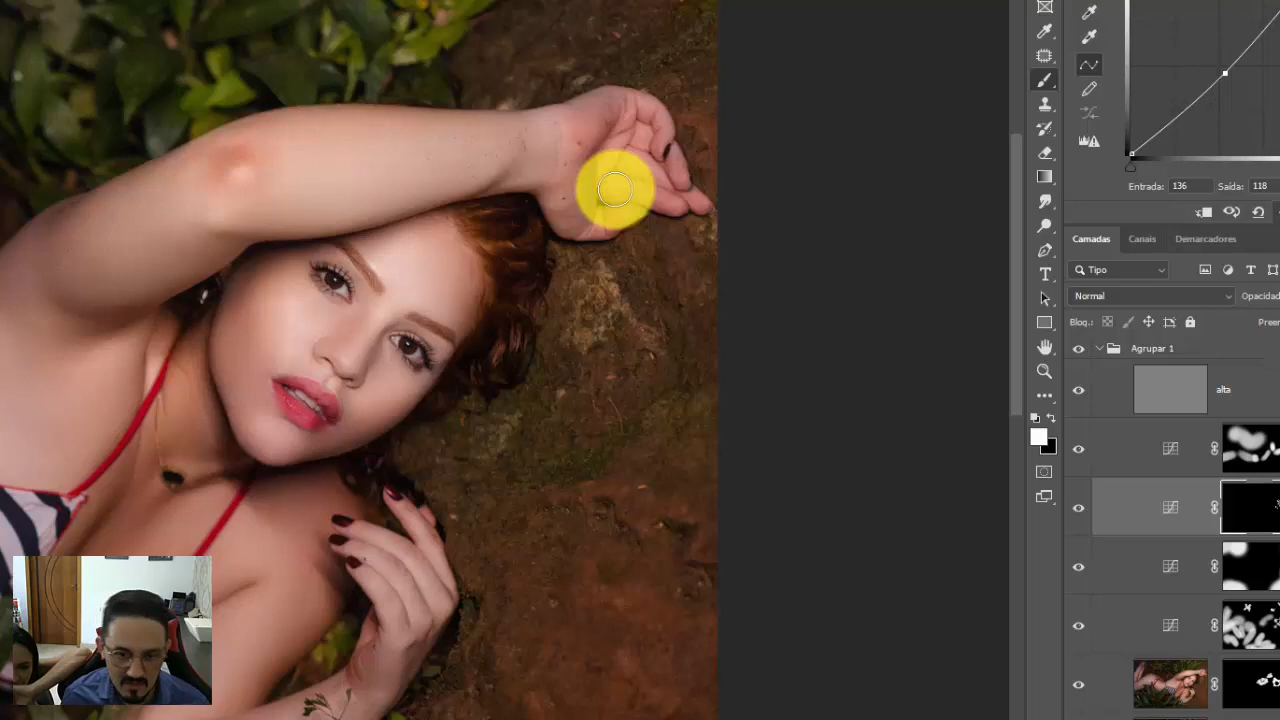 Entrada: 136 Saída: 118
Camadas Canais Demarcadores
Tipo
Normal Opacidad
Bloq.: Preen
Agrupar 1
alta